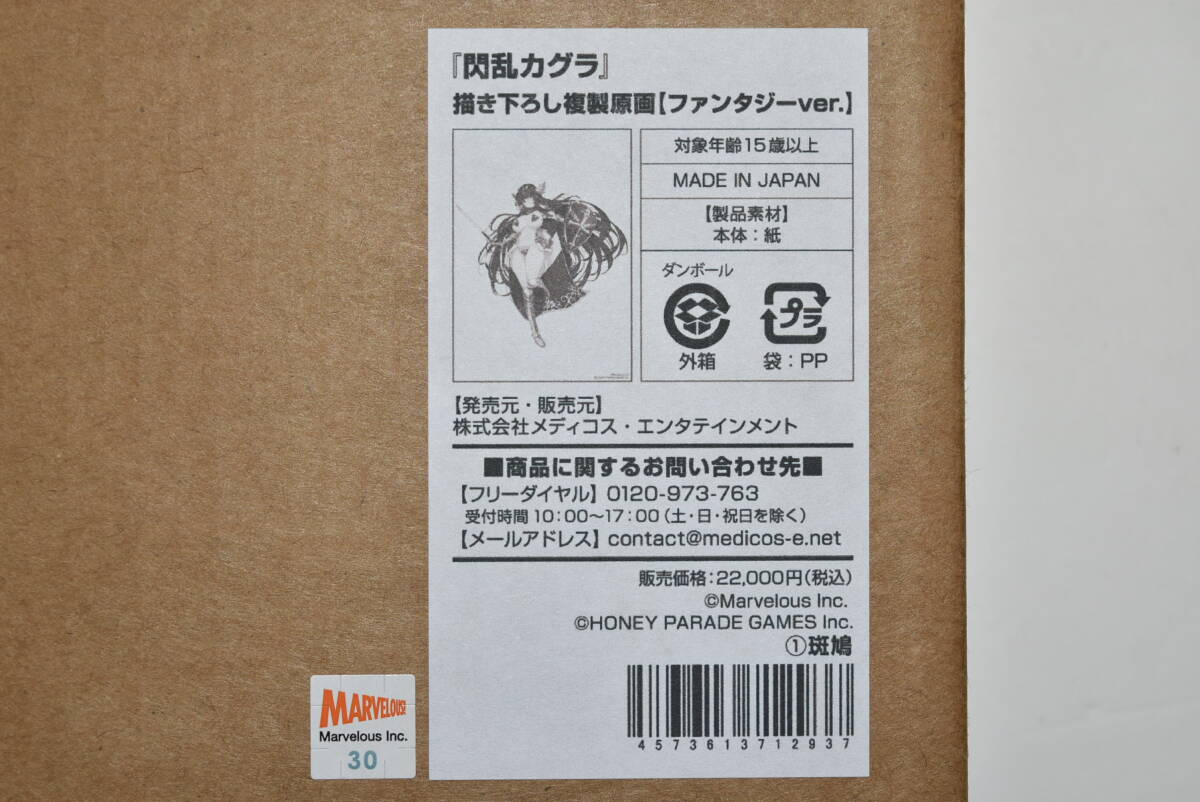 『閃乱カグラ』
描き下ろし複製原画【ファンタジーver.】
対象年齢15歳以上
MADE IN JAPAN
【製品素材】
本体：紙
ダンボール
プラ
外箱
袋：PP
【発売元・販売元】
株式会社メディコス・エンタテインメント
■商品に関するお問い合わせ先■
【フリーダイヤル】0120-973-763
受付時間10:00～17:00（土・日・祝日を除く）
【メールアドレス】contact@medicos-e.net
販売価格：22,000円（税込）
©Marvelous Inc.
©HONEY PARADE GAMES Inc.
①斑鳩
4573613712937
MARVELOUS!
Marvelous Inc.
30